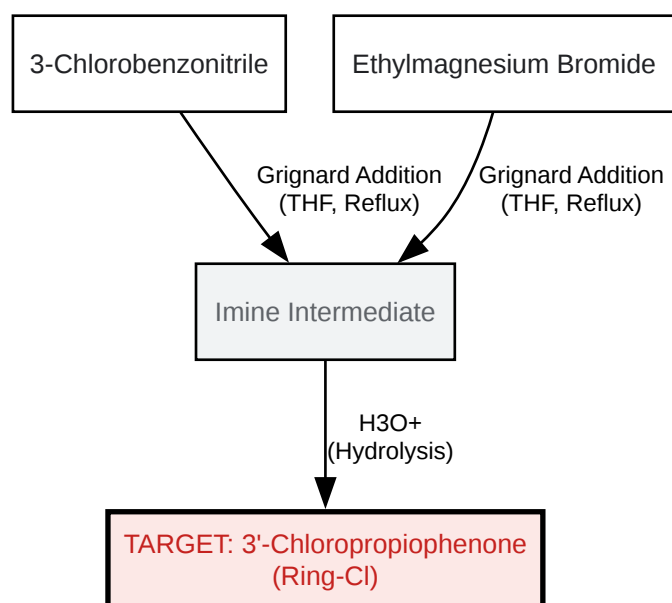 3-Chlorobenzonitrile
Ethylmagnesium Bromide
Grignard Addition
(THF, Reflux)
Grignard Addition
(THF, Reflux)
Imine Intermediate
H3O+
(Hydrolysis)
TARGET: 3'-Chloropropiophenone
(Ring-Cl)